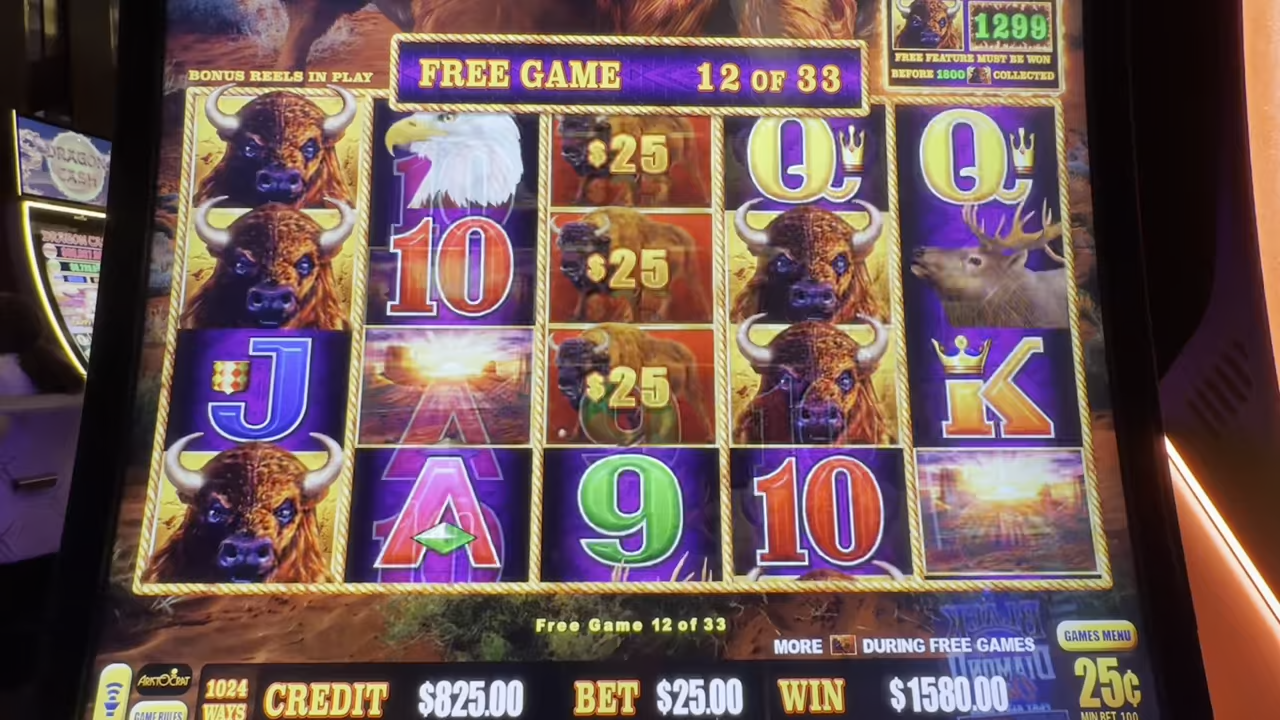 1299
FREE FEATURE MUST BE WON
BEFORE 1800 COLLECTED
BONUS REELS IN PLAY
FREE GAME 12 OF 33
DRAGON
CASH
$25 Q Q
10 $25
J $25 K
A 9 10
Free Game 12 of 33
MORE DURING FREE GAMES
GAMES MENU
ARISTOCRAT
GAME RULES
1024
WAYS
CREDIT $825.00 BET $25.00 WIN $1580.00
25¢
MIN BET 100